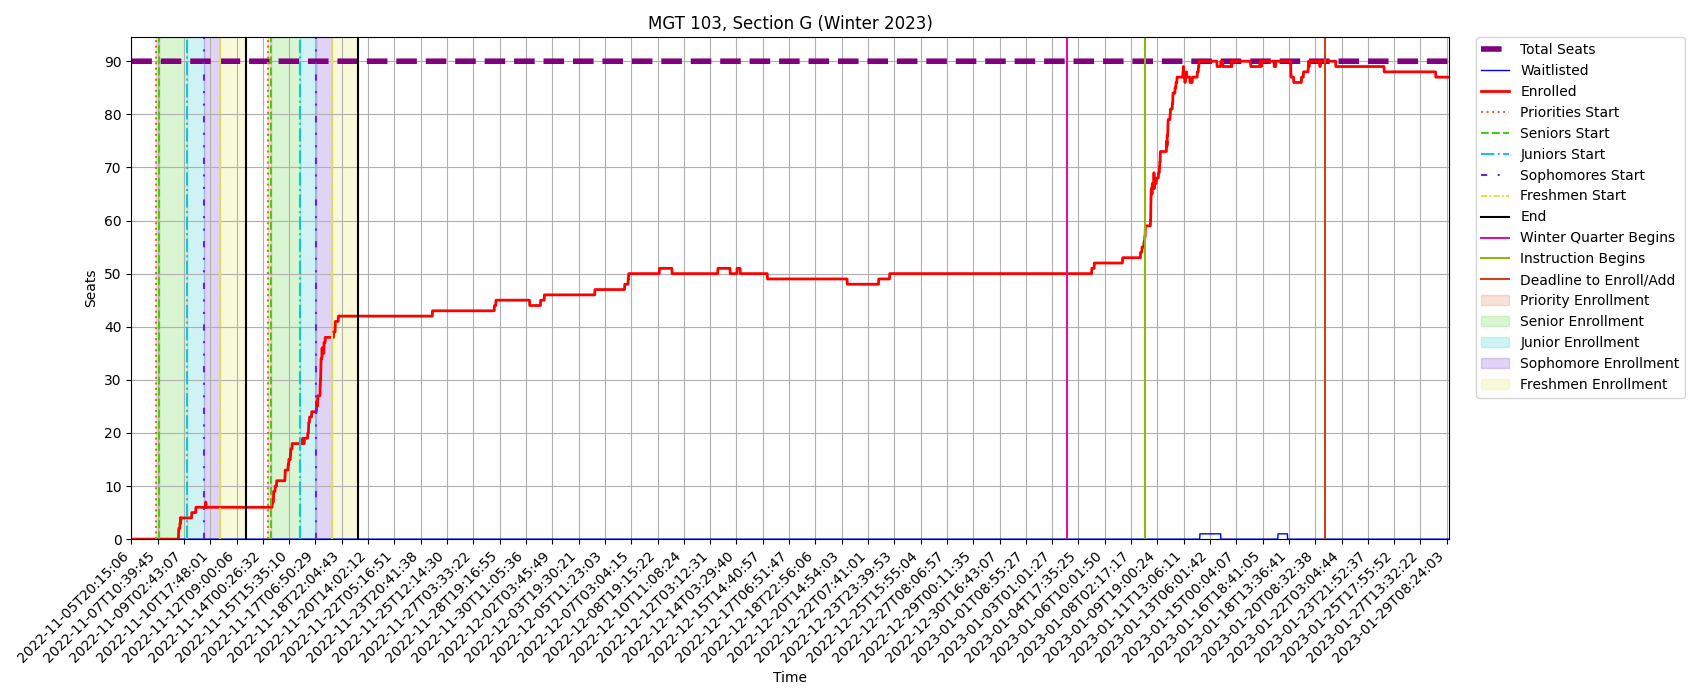 MGT 103, Section G (Winter 2023)
Seats
90
80
70
60
50
40
30
20
10
0
2022-11-05T20:15:06
2022-11-07T10:39:45
2022-11-09T02:43:07
2022-11-10T17:48:01
2022-11-12T09:00:06
2022-11-14T00:26:32
2022-11-15T15:35:10
2022-11-17T06:50:29
2022-11-18T22:04:43
2022-11-20T14:02:12
2022-11-22T05:16:51
2022-11-23T20:41:38
2022-11-25T12:14:30
2022-11-27T03:33:22
2022-11-28T19:16:55
2022-11-30T11:05:36
2022-12-02T03:45:49
2022-12-03T19:30:21
2022-12-05T11:23:03
2022-12-07T03:04:15
2022-12-08T19:15:22
2022-12-10T11:08:24
2022-12-12T03:12:31
2022-12-14T03:29:40
2022-12-15T14:40:57
2022-12-17T06:51:47
2022-12-18T22:56:06
2022-12-20T14:54:03
2022-12-22T07:41:01
2022-12-23T23:39:53
2022-12-25T15:55:04
2022-12-27T08:06:57
2022-12-29T00:11:35
2022-12-30T16:43:07
2023-01-01T08:55:27
2023-01-03T01:01:27
2023-01-04T17:35:25
2023-01-06T10:01:50
2023-01-08T02:17:17
2023-01-09T19:00:24
2023-01-11T13:06:11
2023-01-13T06:01:42
2023-01-15T00:04:07
2023-01-16T18:41:05
2023-01-18T13:36:41
2023-01-20T08:32:38
2023-01-22T03:04:44
2023-01-23T21:52:37
2023-01-25T17:55:52
2023-01-27T13:32:22
2023-01-29T08:24:03
Time
Total Seats
Waitlisted
Enrolled
Priorities Start
Seniors Start
Juniors Start
Sophomores Start
Freshmen Start
End
Winter Quarter Begins
Instruction Begins
Deadline to Enroll/Add
Priority Enrollment
Senior Enrollment
Junior Enrollment
Sophomore Enrollment
Freshmen Enrollment